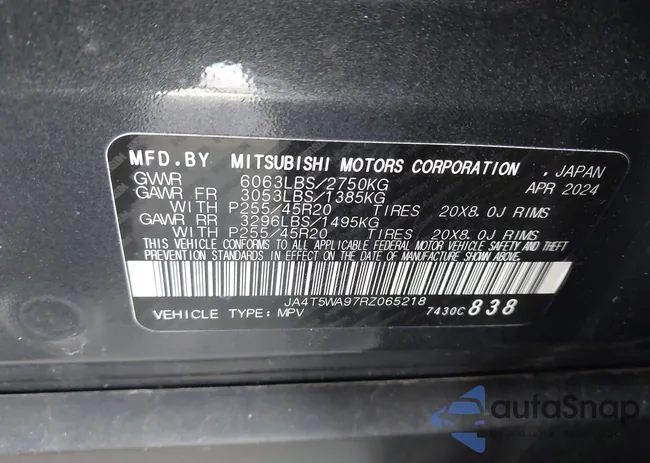 MFD.BY MITSUBISHI MOTORS CORPORATION , JAPAN
GWVR 6063LBS/2750KG APR 2024
GAWR FR 3053LBS/1385KG
WITH P255/45R20 TIRES 20X8.0J RIMS
GAWR RR 3296LBS/1495KG
WITH P255/45R20 TIRES 20X8.0J RIMS
THIS VEHICLE CONFORMS TO ALL APPLICABLE FEDERAL MOTOR VEHICLE SAFETY AND THEFT
PREVENTION STANDARDS IN EFFECT ON THE DATE OF MANUFACTURE SHOWN ABOVE.
JA4T5WA97RZ065218
VEHICLE TYPE: MPV 7430C 838
autoSnap